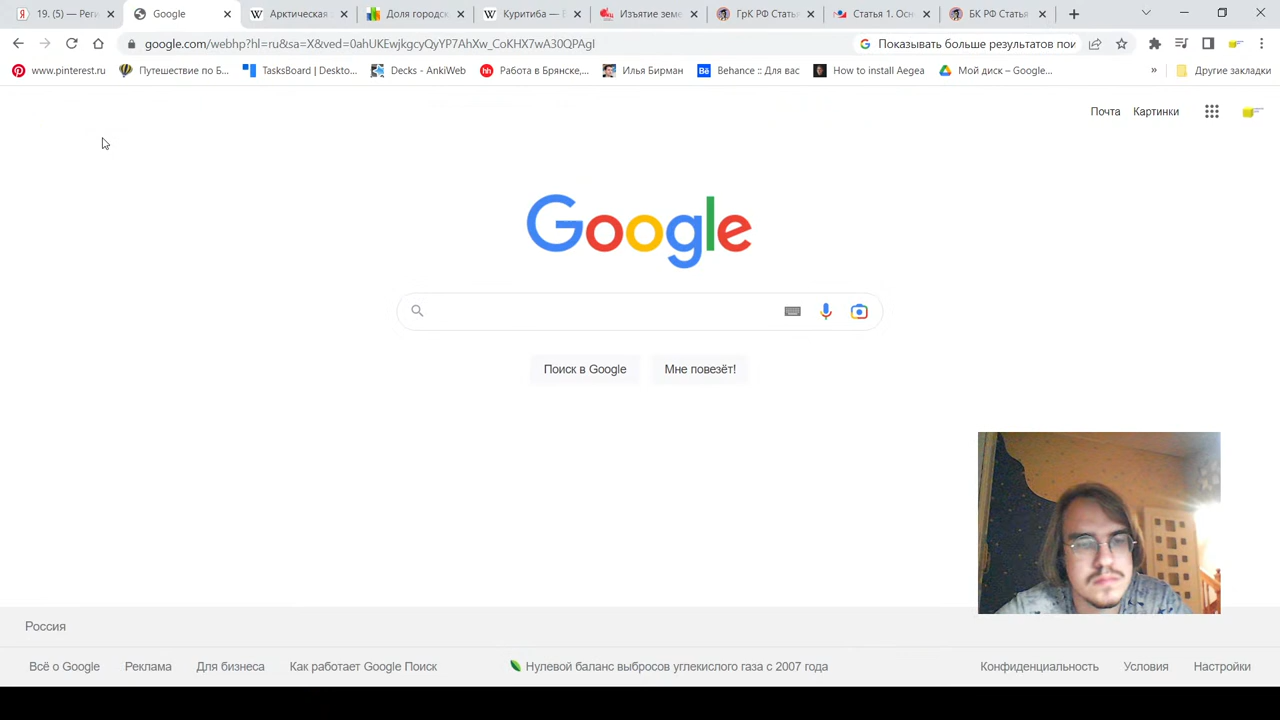 19. (5) — Реги
Google
Арктическая
Доля городск
Куритиба — В
Изъятие земе
ГрК РФ Стать
Статья 1. Осн
БК РФ Статья
google.com/webhp?hl=ru&sa=X&ved=0ahUKEwjkgcyQyYP7AhXw_CoKHX7wA30QPAgI
Показывать больше результатов пои
www.pinterest.ru
Путешествие по Б...
TasksBoard | Deskto...
Decks - AnkiWeb
Работа в Брянске,...
Илья Бирман
Behance :: Для вас
How to install Aegea
Мой диск – Google...
»
Другие закладки
Почта
Картинки
Google
Поиск в Google
Мне повезёт!
Россия
Всё о Google
Реклама
Для бизнеса
Как работает Google Поиск
Нулевой баланс выбросов углекислого газа с 2007 года
Конфиденциальность
Условия
Настройки